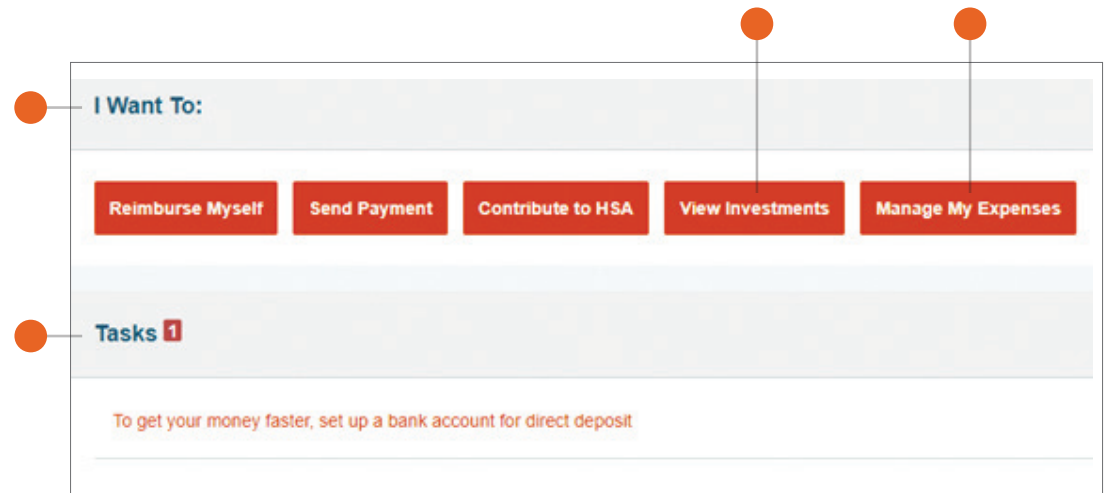 I Want To:
Reimburse Myself
Send Payment
Contribute to HSA
View Investments
Manage My Expenses
Tasks 1
To get your money faster, set up a bank account for direct deposit